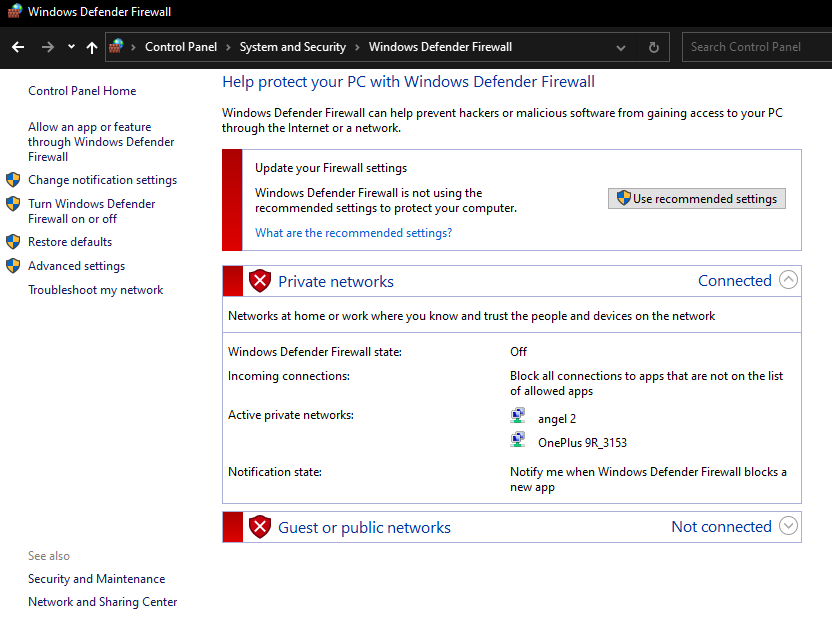 Windows Defender Firewall
Control Panel > System and Security > Windows Defender Firewall
Search Control Panel
Control Panel Home
Allow an app or feature
through Windows Defender
Firewall
Change notification settings
Turn Windows Defender
Firewall on or off
Restore defaults
Advanced settings
Troubleshoot my network
Help protect your PC with Windows Defender Firewall
Windows Defender Firewall can help prevent hackers or malicious software from gaining access to your PC
through the Internet or a network.
Update your Firewall settings
Windows Defender Firewall is not using the
recommended settings to protect your computer.
Use recommended settings
What are the recommended settings?
Private networks
Connected
Networks at home or work where you know and trust the people and devices on the network
Windows Defender Firewall state:
Off
Incoming connections:
Block all connections to apps that are not on the list
of allowed apps
Active private networks:
angel 2
OnePlus 9R_3153
Notification state:
Notify me when Windows Defender Firewall blocks a
new app
Guest or public networks
Not connected
See also
Security and Maintenance
Network and Sharing Center